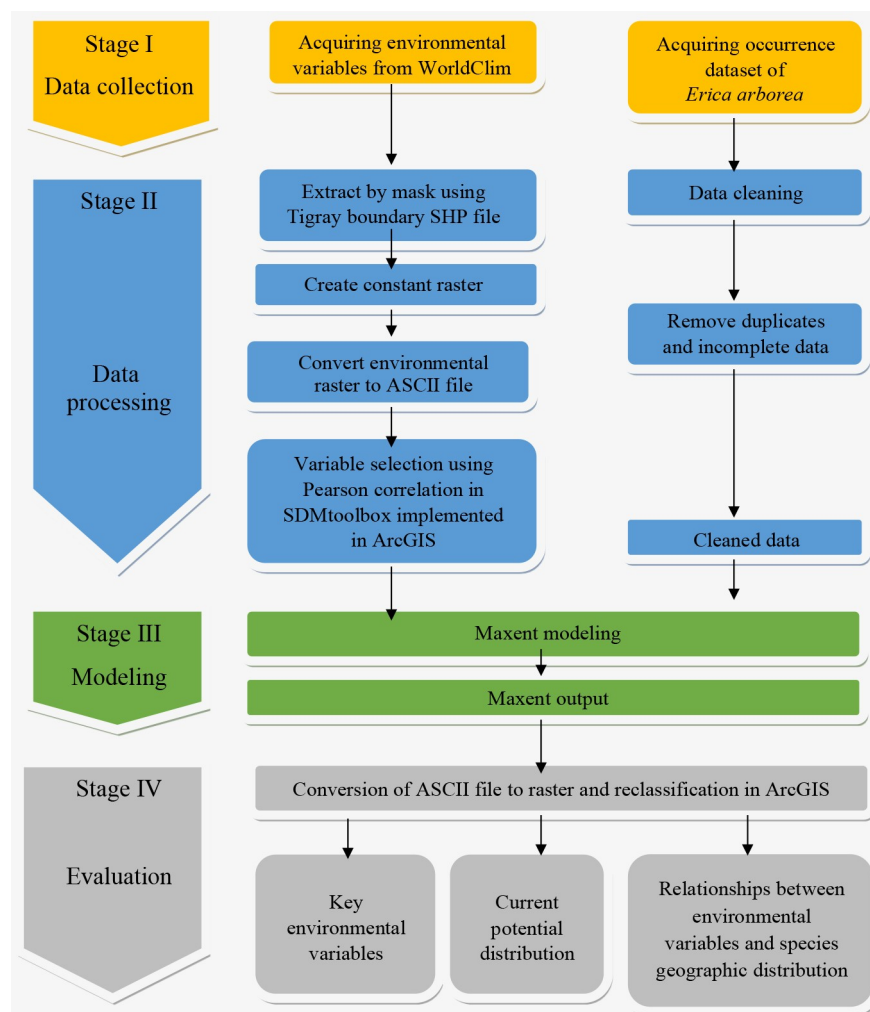 Stage I
Data collection
Acquiring environmental
variables from WorldClim
Acquiring occurrence
dataset of
Erica arborea
Stage II
Data
processing
Extract by mask using
Tigray boundary SHP file
Create constant raster
Convert environmental
raster to ASCII file
Variable selection using
Pearson correlation in
SDMtoolbox implemented
in ArcGIS
Data cleaning
Remove duplicates
and incomplete data
Cleaned data
Stage III
Modeling
Maxent modeling
Maxent output
Stage IV
Evaluation
Conversion of ASCII file to raster and reclassification in ArcGIS
Key
environmental
variables
Current
potential
distribution
Relationships between
environmental
variables and species
geographic distribution